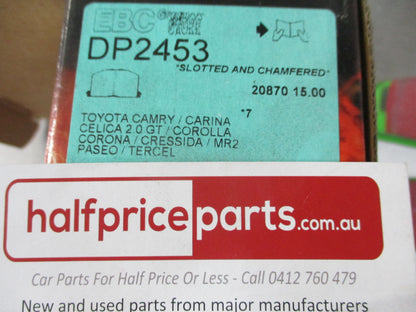 EBC
DP2453
"SLOTTED AND CHAMFERED"
20870 15.00
*7
TOYOTA CAMRY / CARINA
CELICA 2.0 GT / COROLLA
CORONA / CRESSIDA / MR2
PASEO / TERCEL
halfpriceparts.com.au
Car Parts For Half Price Or Less - Call 0412 760 479
New and used parts from major manufacturers